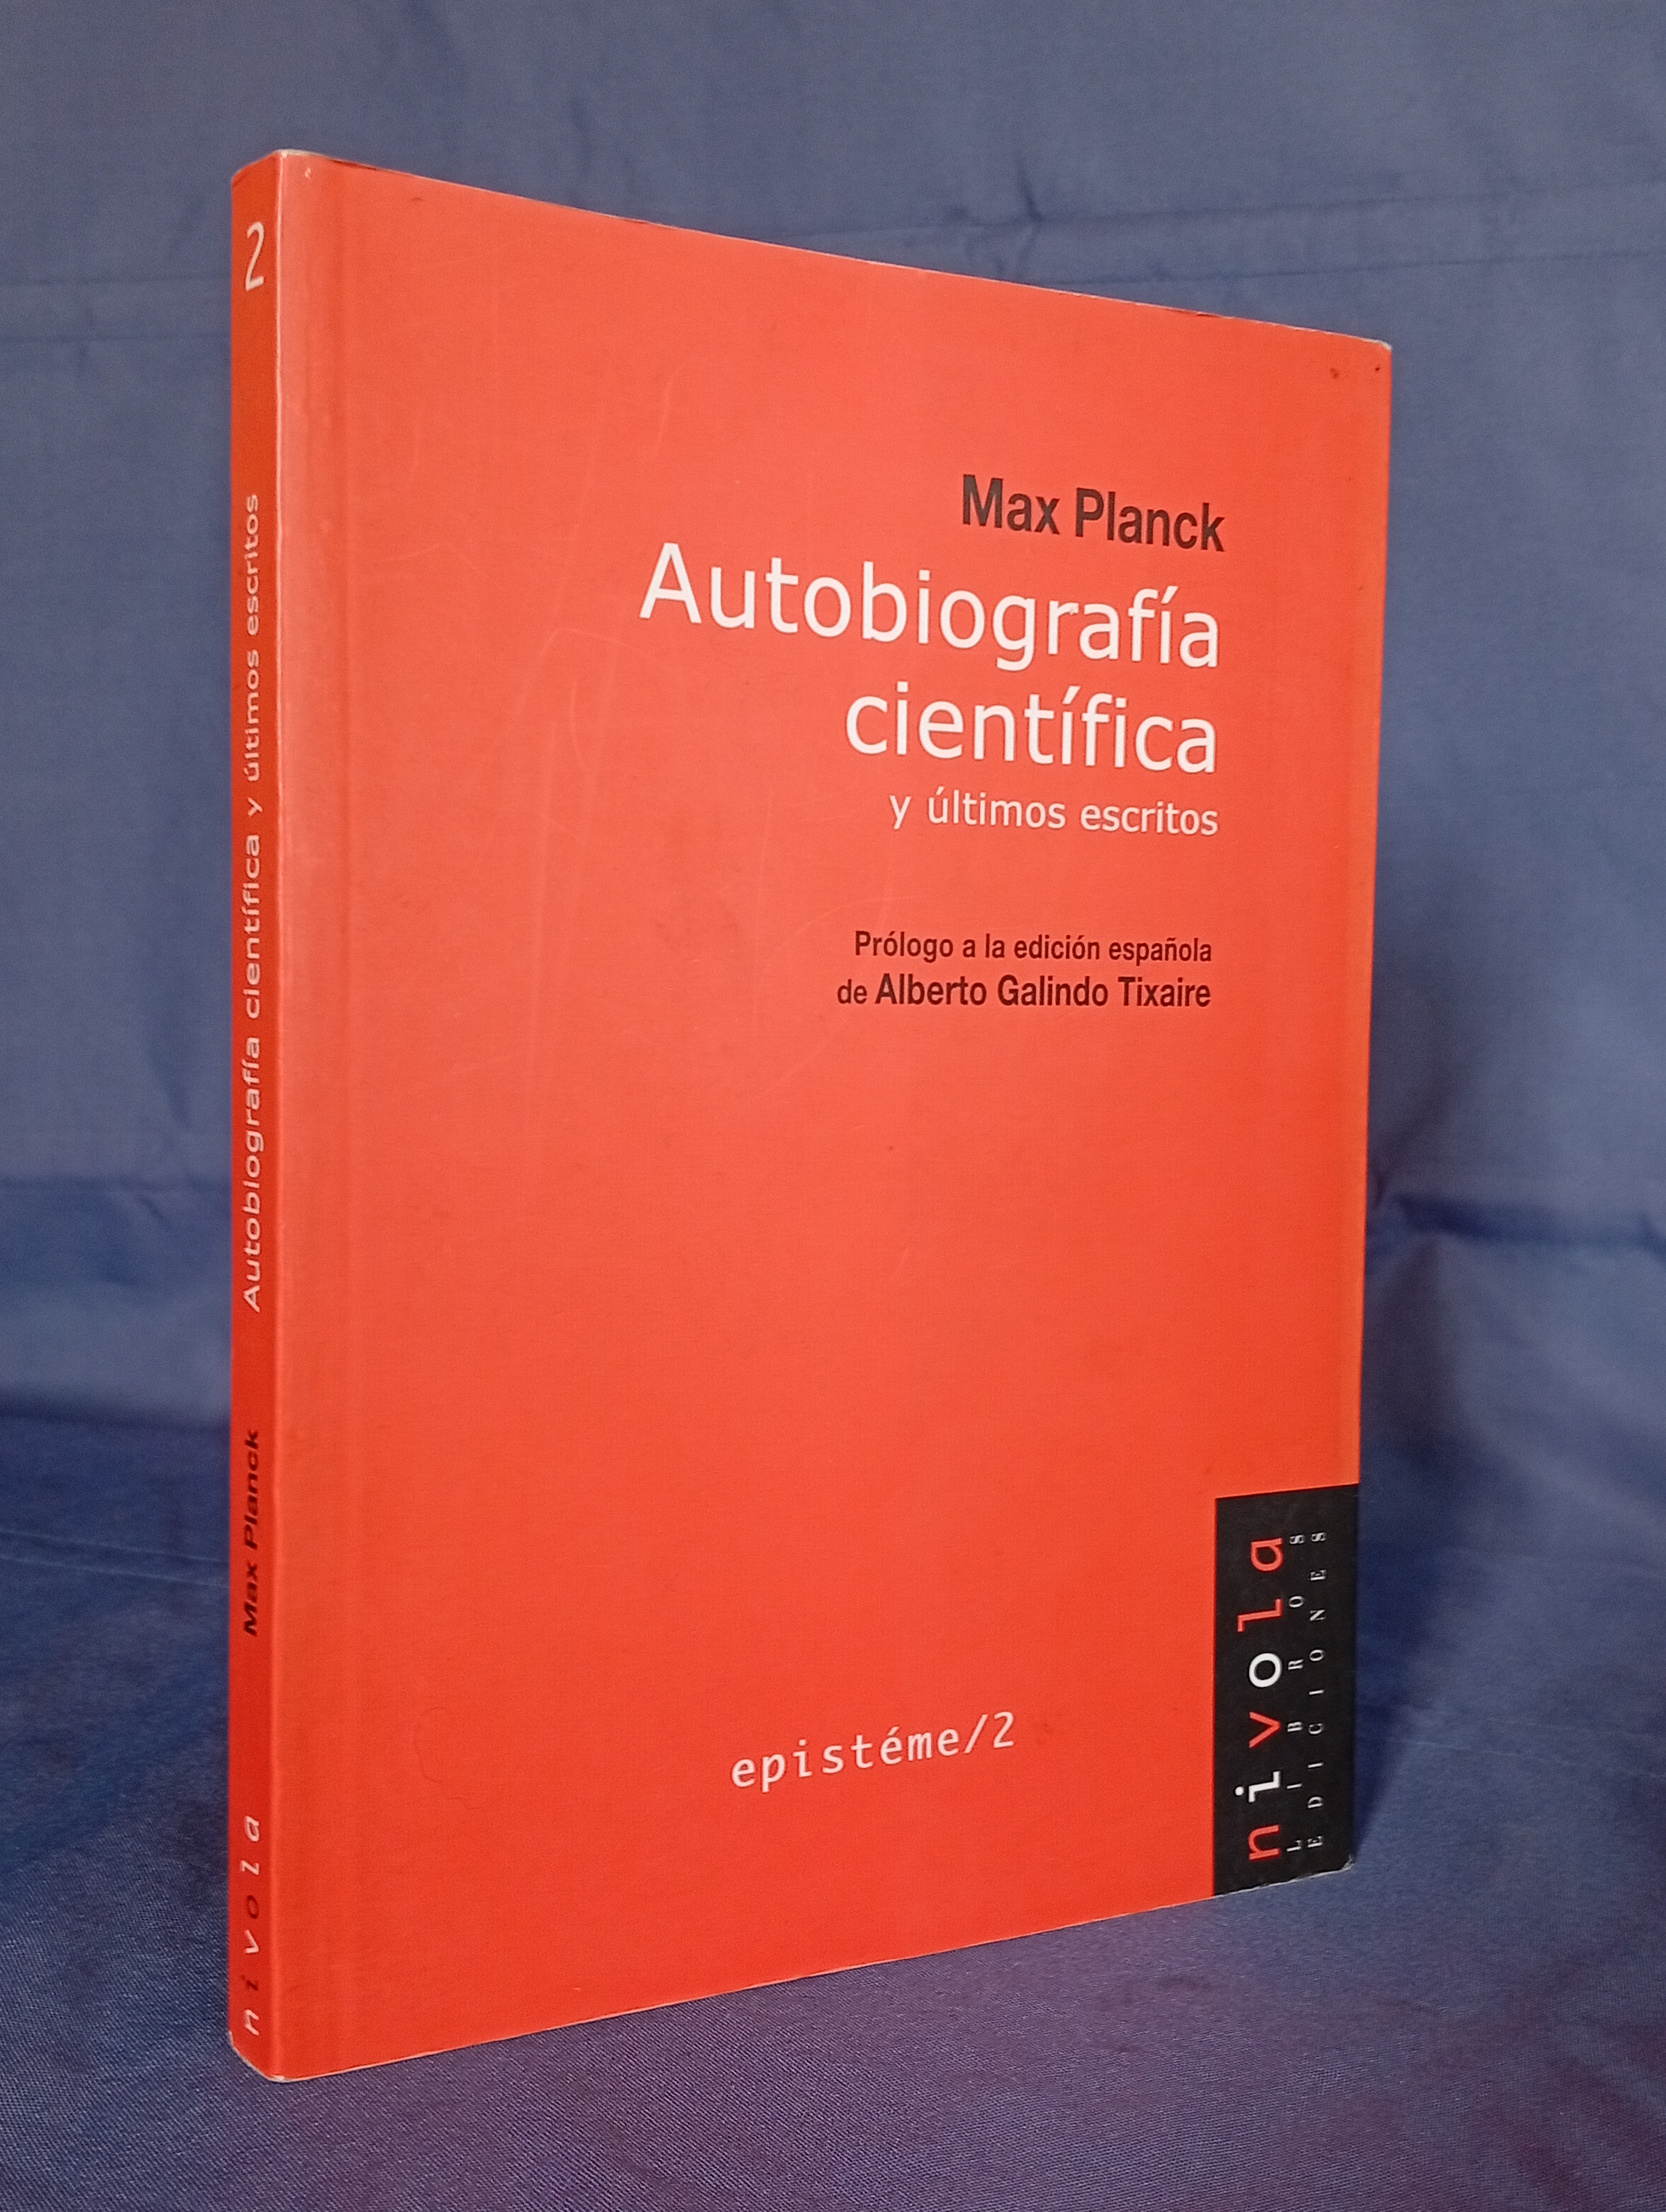 2
Autobiografía científica y últimos escritos
Max Planck
nivola
Max Planck
Autobiografía
científica
y últimos escritos
Prólogo a la edición española
de Alberto Galindo Tixaire
epistéme/2
nivola
LIBROS
EDICIONES